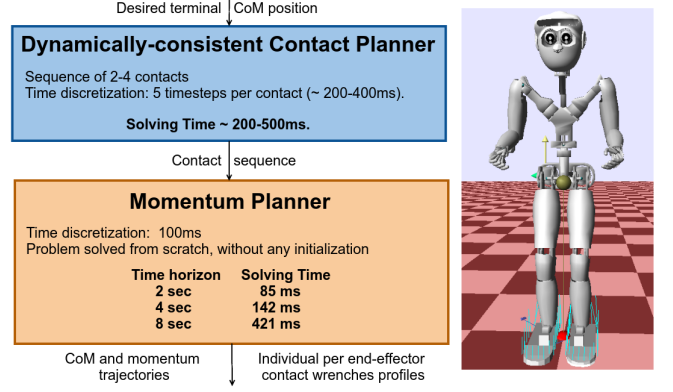 Desired terminal CoM position
Dynamically-consistent Contact Planner
Sequence of 2-4 contacts
Time discretization: 5 timesteps per contact (~ 200-400ms).
Solving Time ~ 200-500ms.
Contact sequence
Momentum Planner
Time discretization: 100ms
Problem solved from scratch, without any initialization
Time horizon Solving Time
2 sec 85 ms
4 sec 142 ms
8 sec 421 ms
CoM and momentum
trajectories
Individual per end-effector
contact wrenches profiles